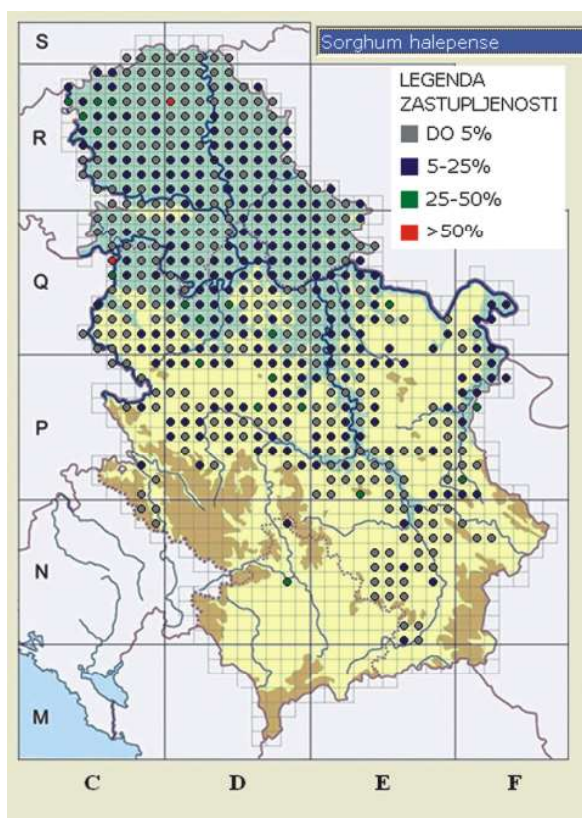 Sorghum halepense
LEGENDA
ZASTUPLJENOSTI
DO 5%
5-25%
25-50%
>50%
S
R
Q
P
N
M
C D E F